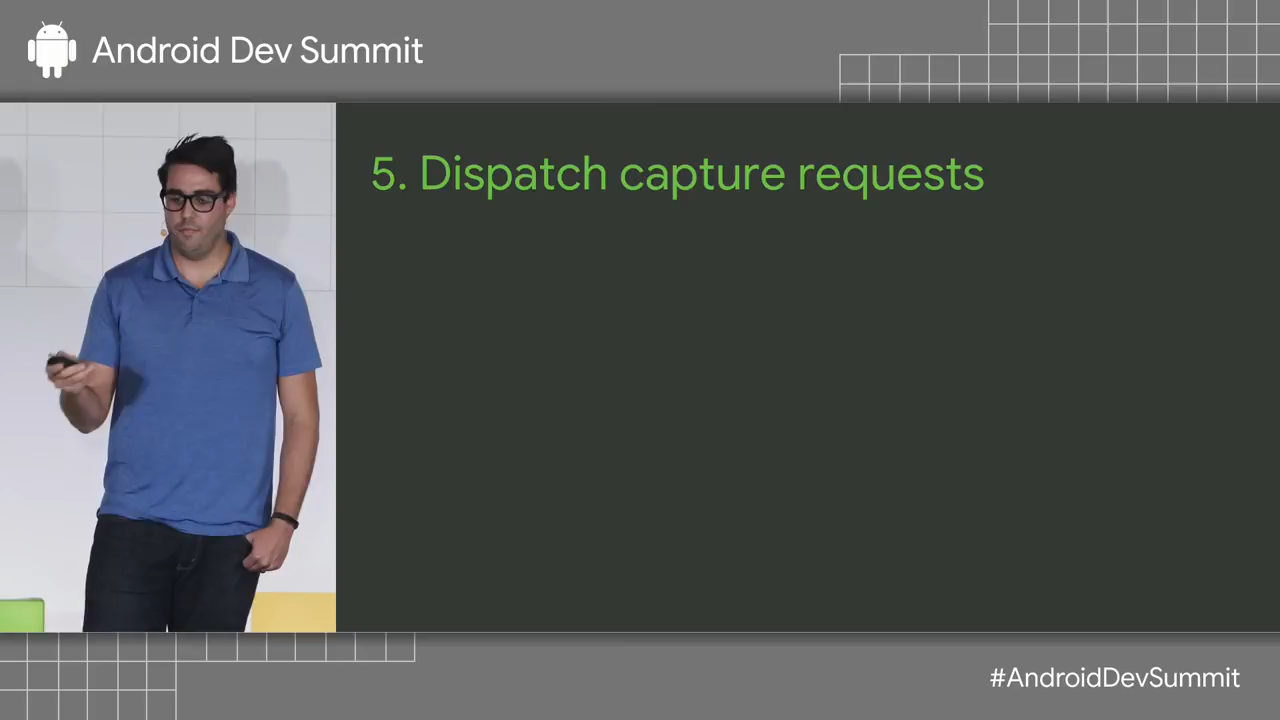 Android Dev Summit
5. Dispatch capture requests
#AndroidDevSummit